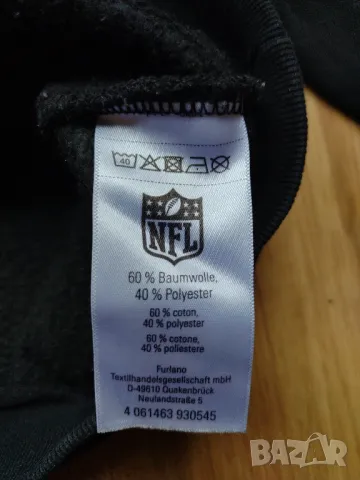 40
NFL
60 % Baumwolle,
40 % Polyester
60 % coton,
40 % polyester
60 % cotone,
40 % poliestere
Furlano
Textilhandelsgesellschaft mbH
D-49610 Quakenbrück
Neulandstraße 5
4 061463 930545
BAZAR
bg